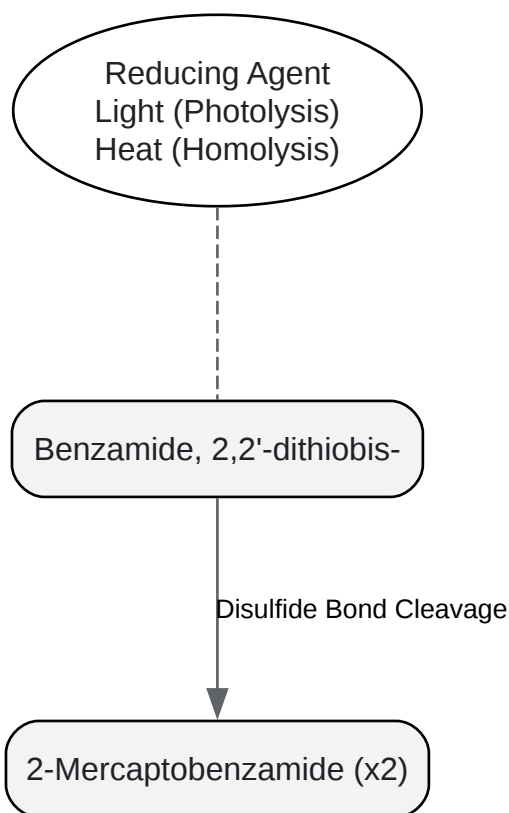 Reducing Agent
Light (Photolysis)
Heat (Homolysis)
Benzamide, 2,2'-dithiobis-
Disulfide Bond Cleavage
2-Mercaptobenzamide (x2)